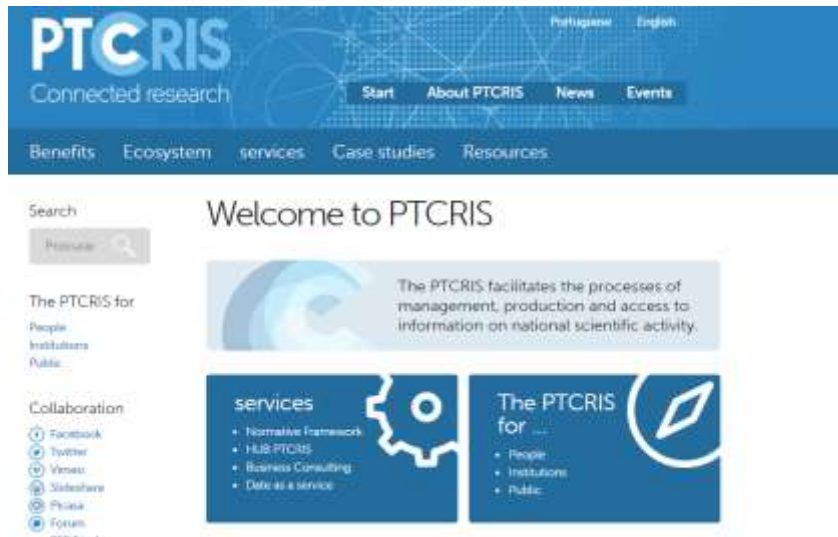 Portuguese English
PTCRIS
Connected research
Start About PTCRIS News Events
Benefits Ecosystem services Case studies Resources
Search
Procurar
Welcome to PTCRIS
The PTCRIS facilitates the processes of
management, production and access to
information on national scientific activity.
The PTCRIS for
People
Institutions
Public
Collaboration
Facebook
Twitter
Vimeo
Slideshare
Picasa
Forum
services
• Normative Framework
• HUB PTCRIS
• Business Consulting
• Date as a service
The PTCRIS
for ...
• People
• Institutions
• Public